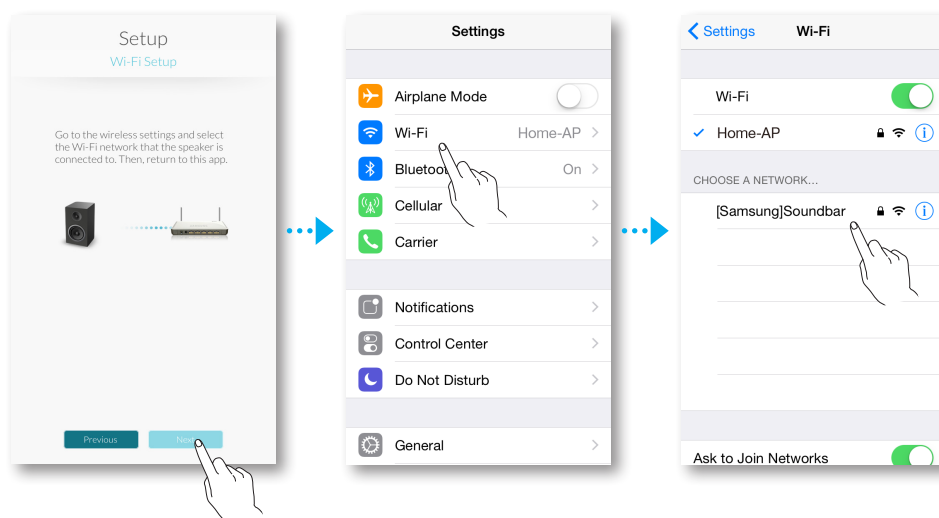 Setup
Wi-Fi Setup
Go to the wireless settings and select
the Wi-Fi network that the speaker is
connected to. Then, return to this app.
Previous
Settings
Airplane Mode
Wi-Fi Home-AP
On
Cellular
Carrier
Notifications
Control Center
Do Not Disturb
General
Settings Wi-Fi
Wi-Fi
Home-AP
CHOOSE A NETWORK...
[Samsung]Soundbar
Ask to Join Networks